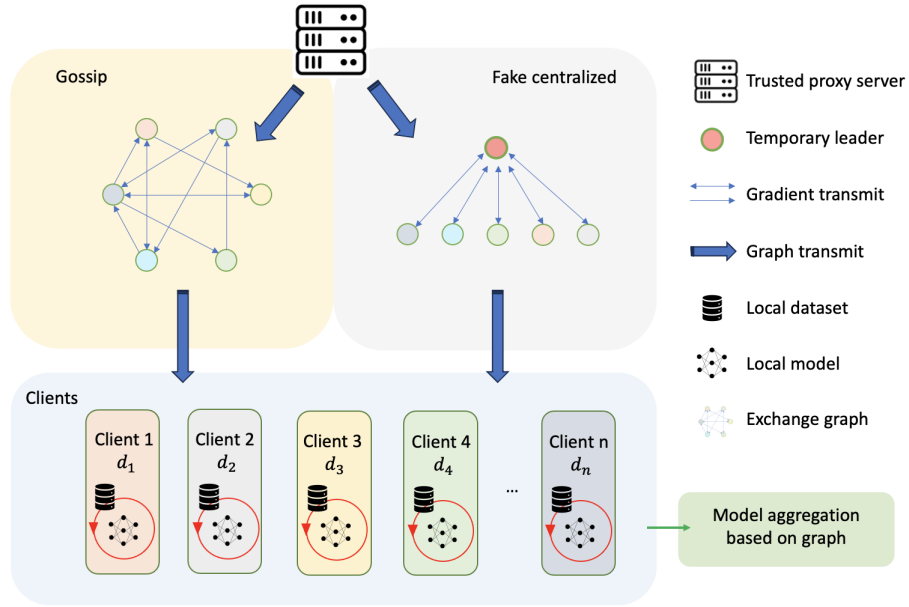 Gossip
Fake centralized
Trusted proxy server
Temporary leader
Gradient transmit
Graph transmit
Local dataset
Local model
Exchange graph
Clients
Client 1
d₁
Client 2
d₂
Client 3
d₃
Client 4
d₄
...
Client n
dₙ
Model aggregation
based on graph